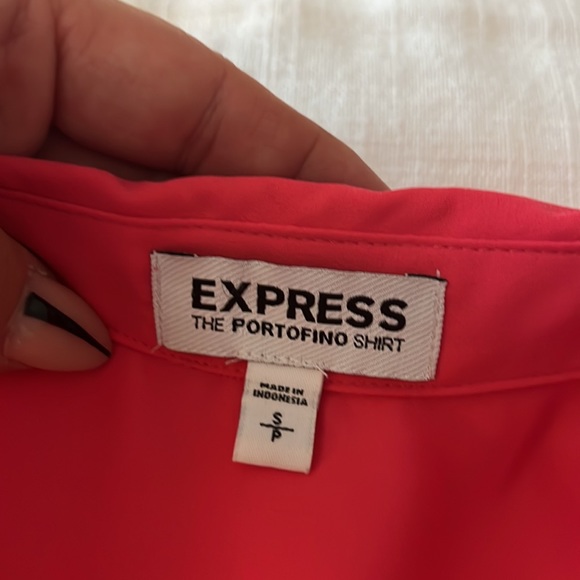 EXPRESS
THE PORTOFINO SHIRT
MADE IN
INDONESIA
S
P